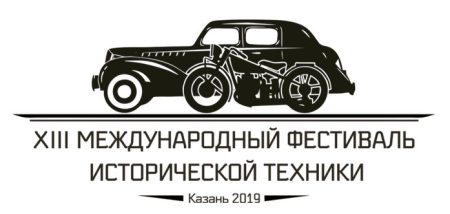 XIII МЕЖДУНАРОДНЫЙ ФЕСТИВАЛЬ
ИСТОРИЧЕСКОЙ ТЕХНИКИ
Казань 2019